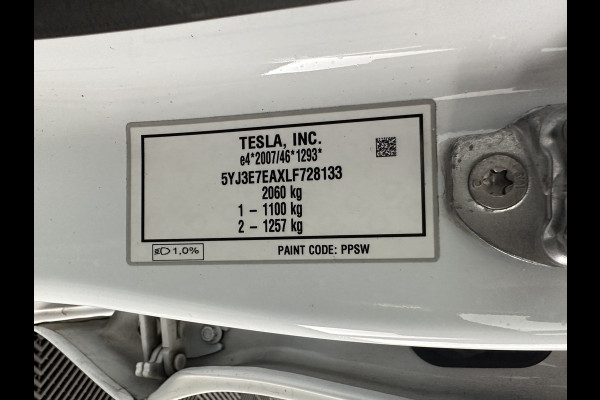 TESLA, INC.
e4*2007/46*1293*
5YJ3E7EAXLF728133
2060 kg
1 – 1100 kg
2 – 1257 kg
1,0%
PAINT CODE: PPSW